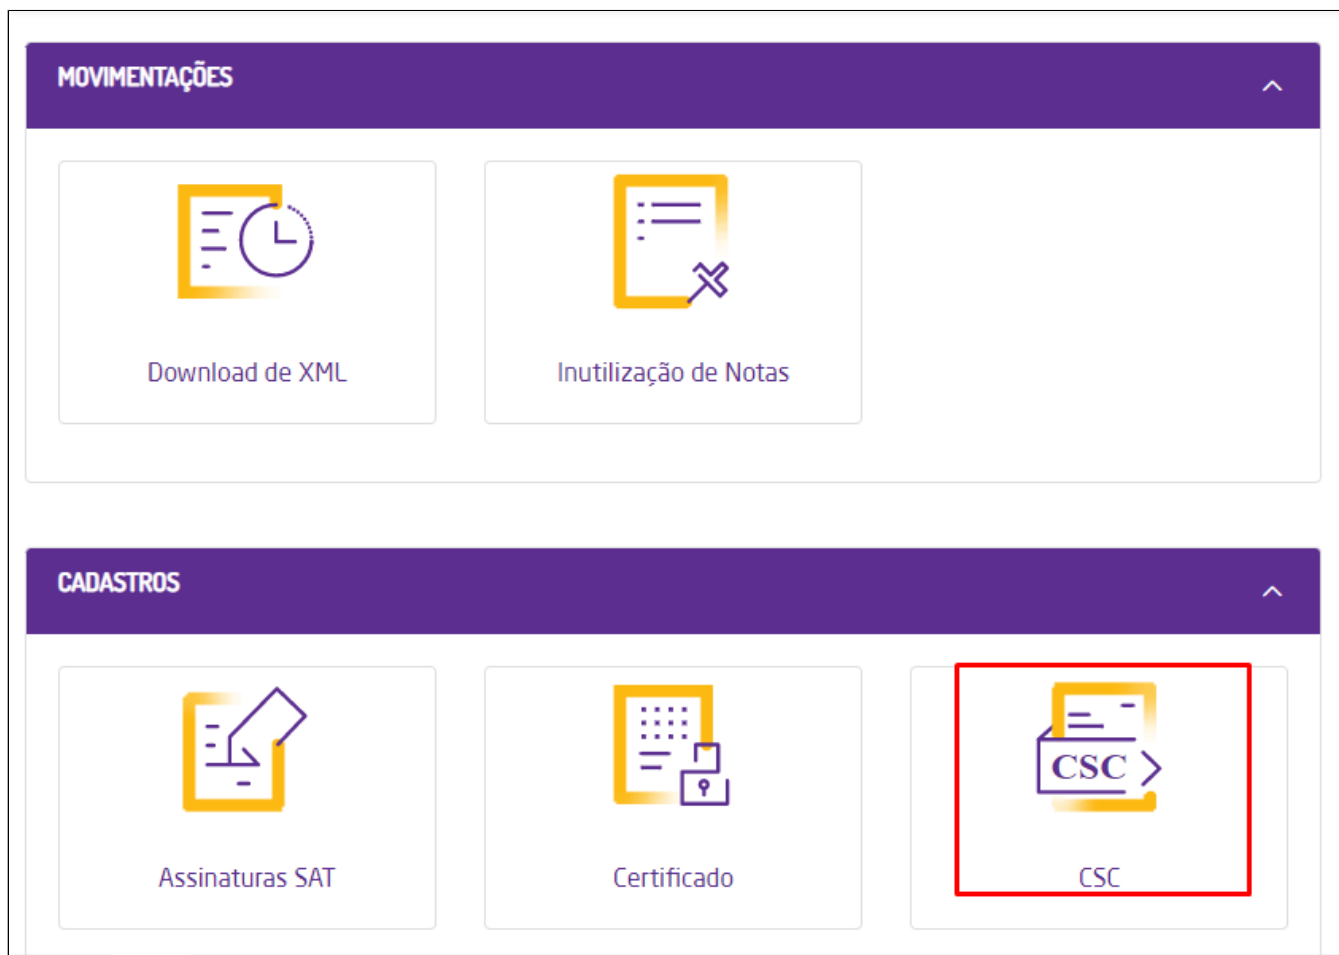 MOVIMENTAÇÕES
Download de XML
Inutilização de Notas
CADASTROS
CSC
Assinaturas SAT
Certificado
CSC